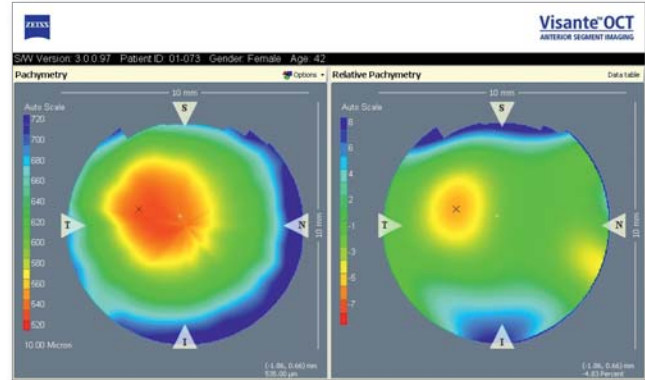 ZEISS
Visante™ OCT
ANTERIOR SEGMENT IMAGING
S/W Version: 3.0.0.97 Patient ID: 01-073 Gender: Female Age: 42
Pachymetry
Options
10 mm
Auto Scale
720
700
680
660
640
620
600
580
560
540
520
S
T
N
I
10 mm
10.00 Micron
(-1.86, 0.66) mm
535.00 µm
Relative Pachymetry
Data table
10 mm
Auto Scale
8
6
4
2
-1
-3
-5
-7
S
T
N
I
10 mm
(-1.86, 0.66) mm
-4.83 Percent